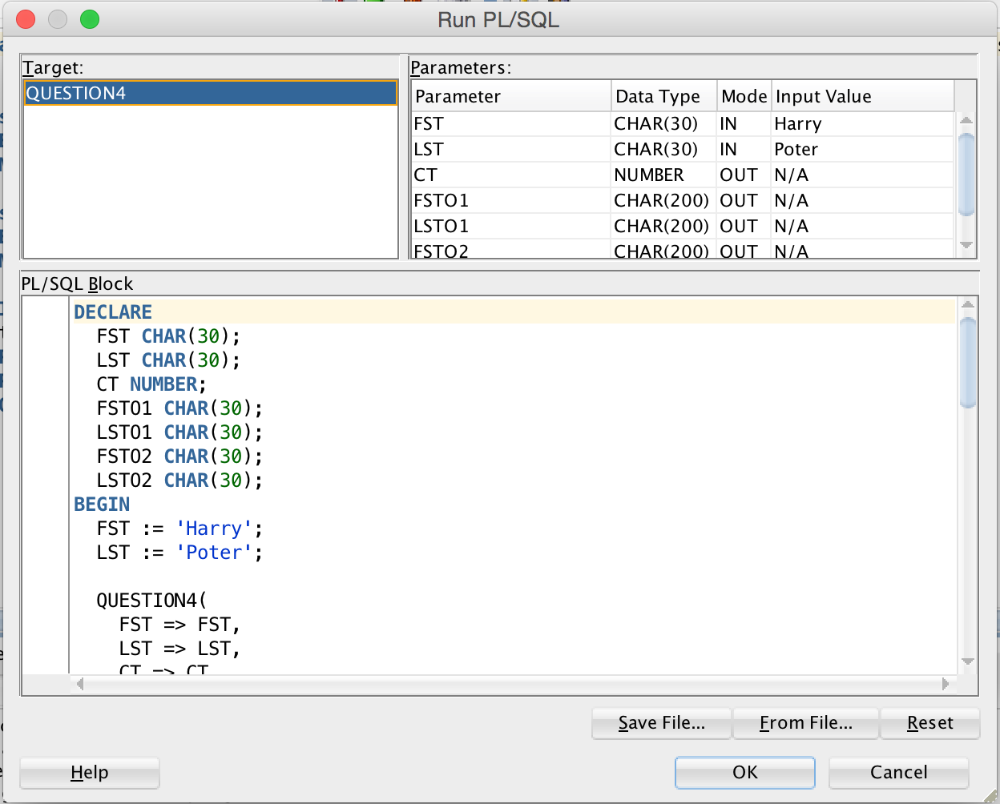 Run PL/SQL
Target:
QUESTION4
Parameters:
Parameter Data Type Mode Input Value
FST CHAR(30) IN Harry
LST CHAR(30) IN Poter
CT NUMBER OUT N/A
FSTO1 CHAR(200) OUT N/A
LSTO1 CHAR(200) OUT N/A
FSTO2 CHAR(200) OUT N/A
PL/SQL Block
DECLARE
FST CHAR(30);
LST CHAR(30);
CT NUMBER;
FSTO1 CHAR(30);
LSTO1 CHAR(30);
FSTO2 CHAR(30);
LSTO2 CHAR(30);
BEGIN
FST := 'Harry';
LST := 'Poter';
QUESTION4(
FST => FST,
LST => LST,
CT => CT
Save File...
From File...
Reset
Help
OK
Cancel